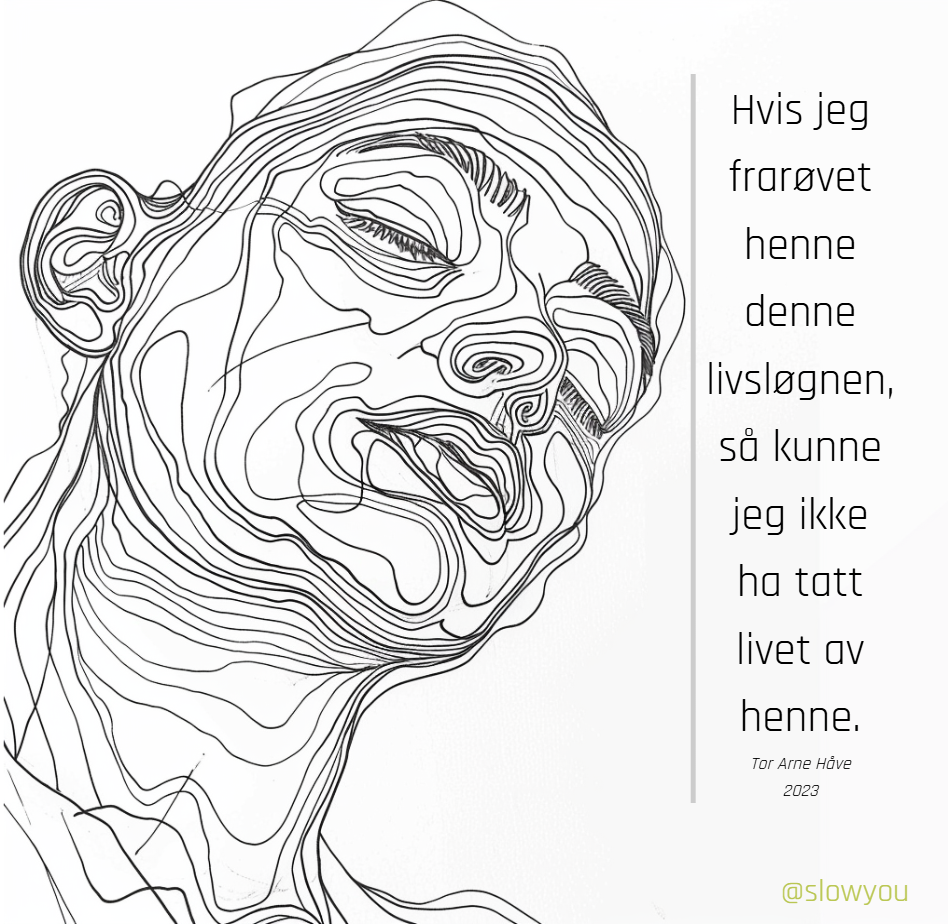 Hvis jeg
frarøvet
henne
denne
livsløgnen,
så kunne
jeg ikke
ha tatt
livet av
henne.
Tor Arne Håve
2023
@slowyou